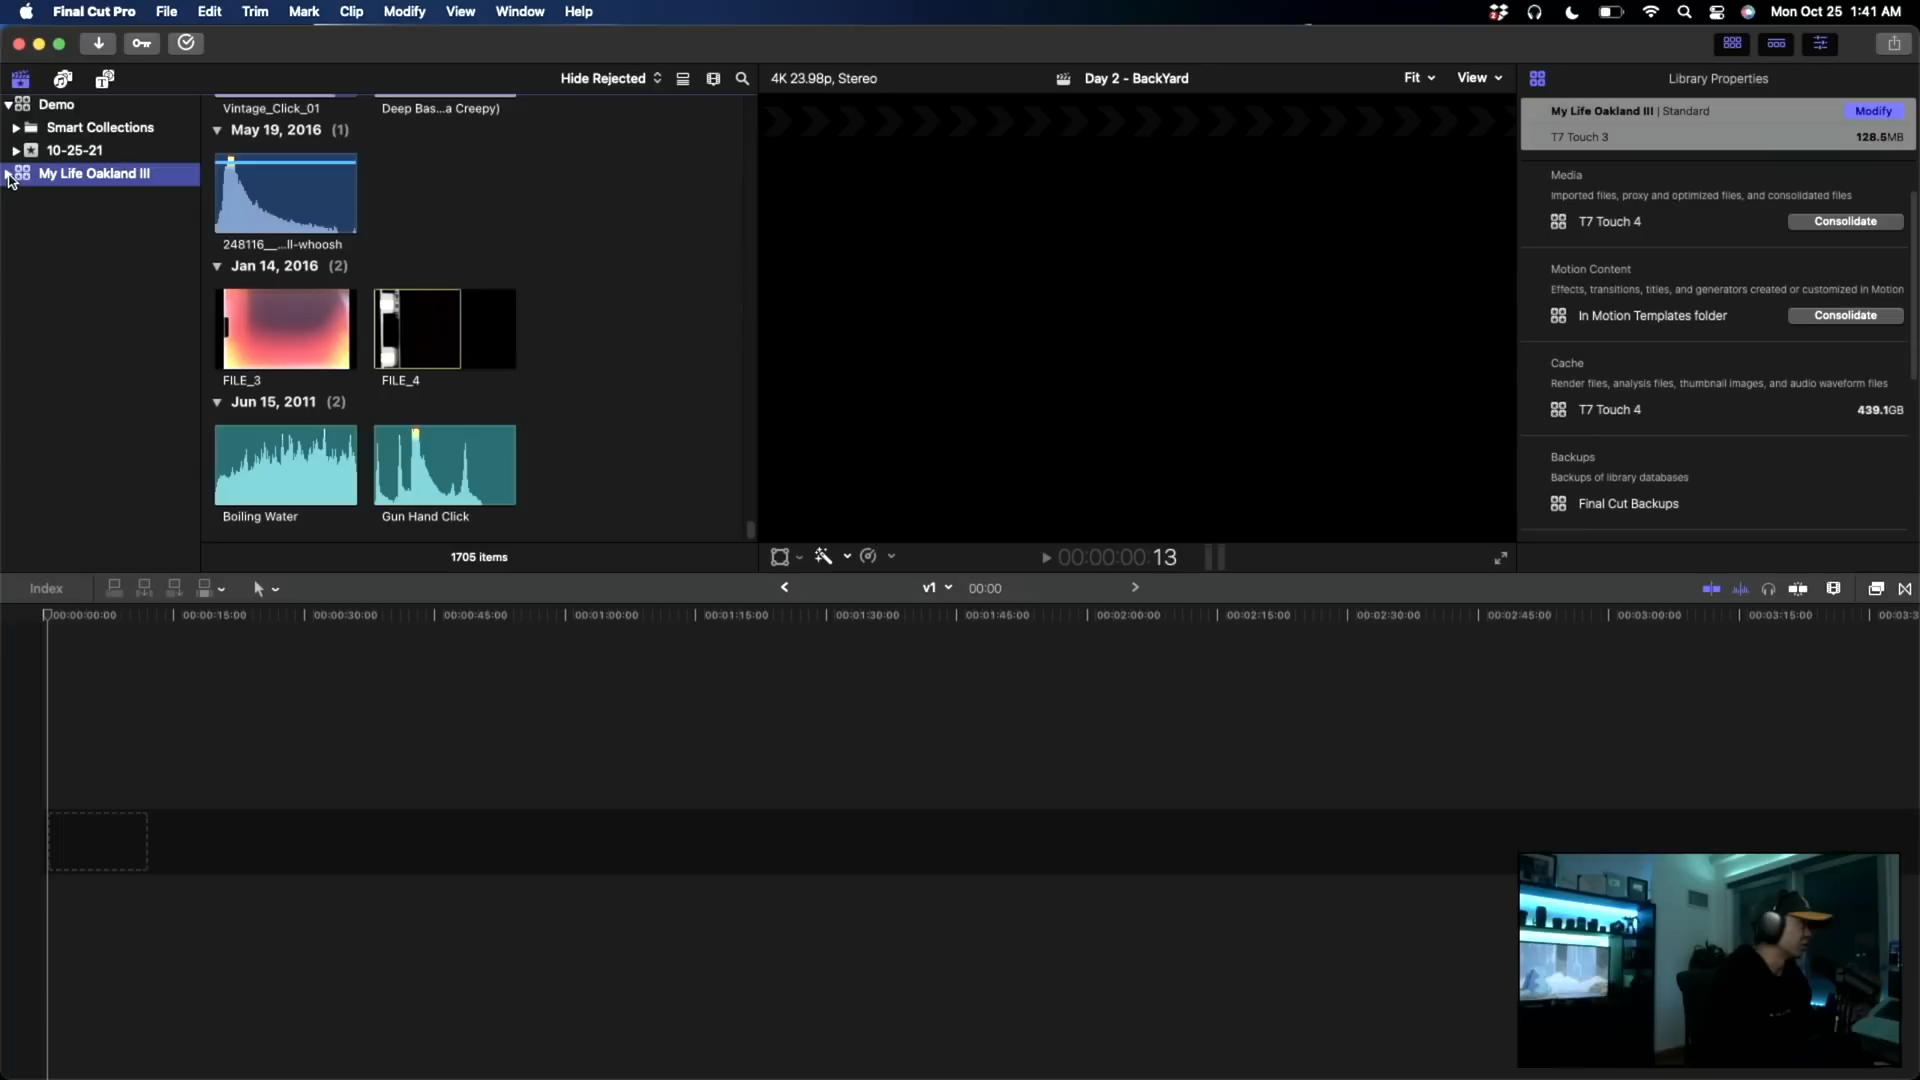 Final Cut Pro File Edit Trim Mark Clip Modify View Window Help Mon Oct 25 1:41 AM
Hide Rejected 4K 23.98p, Stereo Day 2 - BackYard Fit View Library Properties
Demo
Smart Collections
10-25-21
My Life Oakland III
Vintage_Click_01 Deep Bas...a Creepy)
May 19, 2016 (1)
248116__...ll-whoosh
Jan 14, 2016 (2)
FILE_3 FILE_4
Jun 15, 2011 (2)
Boiling Water Gun Hand Click
1705 items
00:00:00:13
My Life Oakland III | Standard Modify
T7 Touch 3 128.5MB
Media
Imported files, proxy and optimized files, and consolidated files
T7 Touch 4 Consolidate
Motion Content
Effects, transitions, titles, and generators created or customized in Motion
In Motion Templates folder Consolidate
Cache
Render files, analysis files, thumbnail images, and audio waveform files
T7 Touch 4 439.1GB
Backups
Backups of library databases
Final Cut Backups
Index < v1 00:00 >
00:00:00:00 00:00:15:00 00:00:30:00 00:00:45:00 00:01:00:00 00:01:15:00 00:01:30:00 00:01:45:00 00:02:00:00 00:02:15:00 00:02:30:00 00:02:45:00 00:03:00:00 00:03:15:00 00:03:3